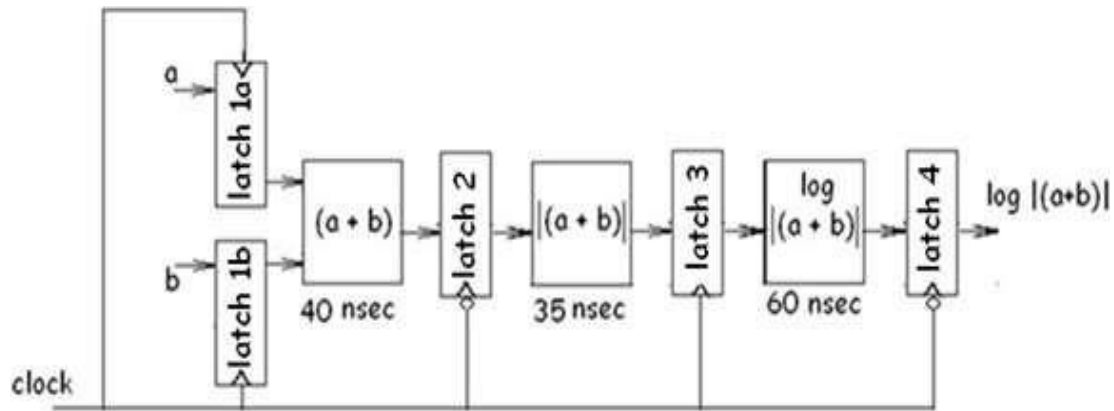 a
latch 1a
b
latch 1b
(a + b)
40 nsec
latch 2
|(a + b)|
35 nsec
latch 3
log
|(a + b)|
60 nsec
latch 4
log |(a+b)|
clock